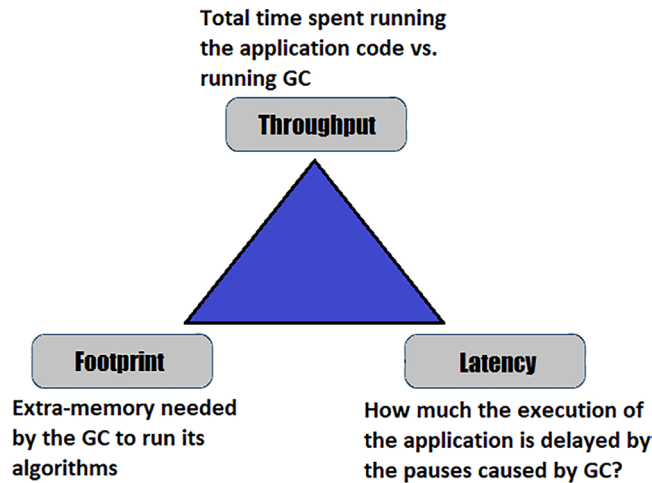 Total time spent running
the application code vs.
running GC
Throughput
Footprint
Extra-memory needed
by the GC to run its
algorithms
Latency
How much the execution of
the application is delayed by
the pauses caused by GC?